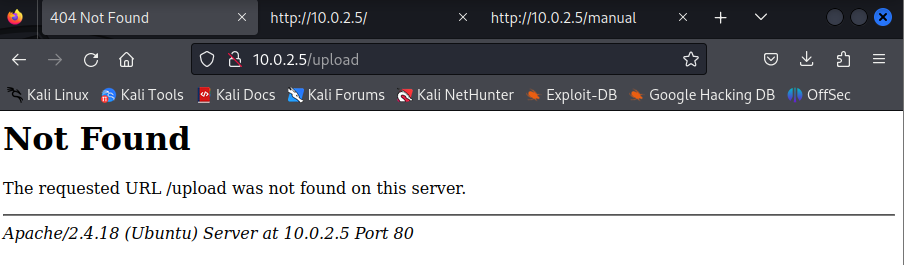 404 Not Found
http://10.0.2.5/
http://10.0.2.5/manual
10.0.2.5/upload
Kali Linux Kali Tools Kali Docs Kali Forums Kali NetHunter Exploit-DB Google Hacking DB OffSec
Not Found
The requested URL /upload was not found on this server.
Apache/2.4.18 (Ubuntu) Server at 10.0.2.5 Port 80